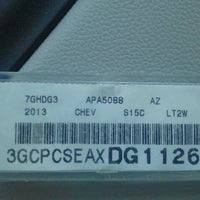 7GHDG3 APA5088 AZ
2013 CHEV S15C LT2W
3GCPCSEAXDG1126